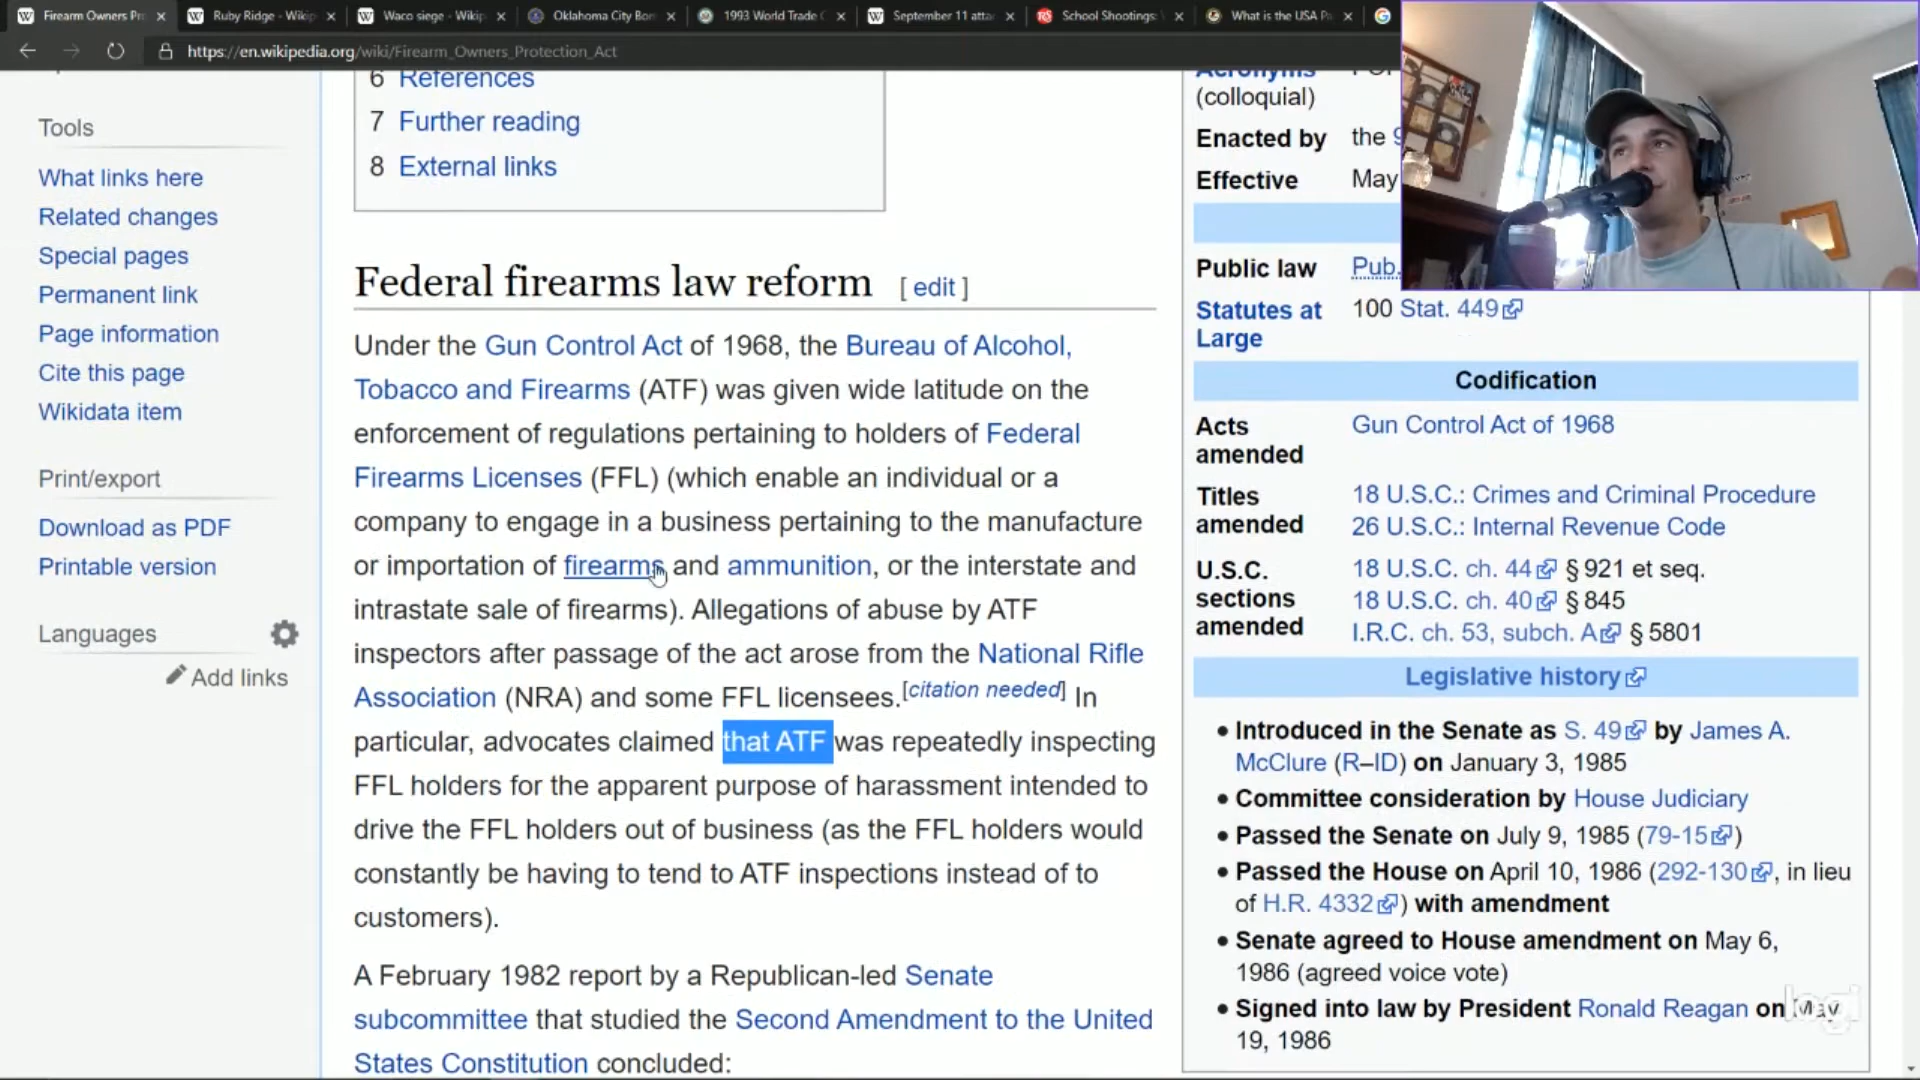 Firearm Owners Pr
Ruby Ridge - Wikip
Waco siege - Wikip
Oklahoma City Bom
1993 World Trade C
September 11 atta
School Shootings:
What is the USA Pa
https://en.wikipedia.org/wiki/Firearm_Owners_Protection_Act
Tools
What links here
Related changes
Special pages
Permanent link
Page information
Cite this page
Wikidata item
Print/export
Download as PDF
Printable version
Languages
Add links
6 References
7 Further reading
8 External links
Federal firearms law reform [ edit ]
Under the Gun Control Act of 1968, the Bureau of Alcohol,
Tobacco and Firearms (ATF) was given wide latitude on the
enforcement of regulations pertaining to holders of Federal
Firearms Licenses (FFL) (which enable an individual or a
company to engage in a business pertaining to the manufacture
or importation of firearms and ammunition, or the interstate and
intrastate sale of firearms). Allegations of abuse by ATF
inspectors after passage of the act arose from the National Rifle
Association (NRA) and some FFL licensees.[citation needed] In
particular, advocates claimed that ATF was repeatedly inspecting
FFL holders for the apparent purpose of harassment intended to
drive the FFL holders out of business (as the FFL holders would
constantly be having to tend to ATF inspections instead of to
customers).
A February 1982 report by a Republican-led Senate
subcommittee that studied the Second Amendment to the United
States Constitution concluded:
Acronyms
(colloquial)
Enacted by the 9
Effective May
Public law Pub.
Statutes at 100 Stat. 449
Large
Codification
Acts Gun Control Act of 1968
amended
Titles 18 U.S.C.: Crimes and Criminal Procedure
amended 26 U.S.C.: Internal Revenue Code
U.S.C. 18 U.S.C. ch. 44 § 921 et seq.
sections 18 U.S.C. ch. 40 § 845
amended I.R.C. ch. 53, subch. A § 5801
Legislative history
• Introduced in the Senate as S. 49 by James A.
McClure (R–ID) on January 3, 1985
• Committee consideration by House Judiciary
• Passed the Senate on July 9, 1985 (79-15)
• Passed the House on April 10, 1986 (292-130, in lieu
of H.R. 4332) with amendment
• Senate agreed to House amendment on May 6,
1986 (agreed voice vote)
• Signed into law by President Ronald Reagan on May
19, 1986
logi